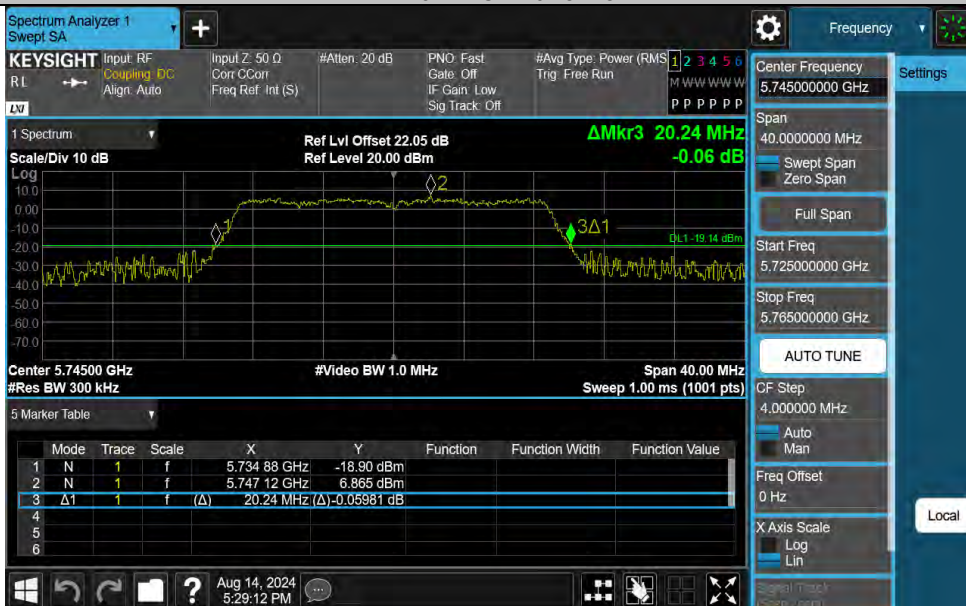 Spectrum Analyzer 1
Swept SA
+
Frequency
KEYSIGHT
RL
LXI
Input: RF
Coupling: DC
Align: Auto
Input Z: 50 Ω
Corr CCorr
Freq Ref: Int (S)
#Atten: 20 dB
PNO: Fast
Gate: Off
IF Gain: Low
Sig Track: Off
#Avg Type: Power (RMS
Trig: Free Run
1 2 3 4 5 6
M W W W W W
P P P P P P
Center Frequency
5.745000000 GHz
Settings
1 Spectrum
Ref Lvl Offset 22.05 dB
ΔMkr3 20.24 MHz
Scale/Div 10 dB
Ref Level 20.00 dBm
-0.06 dB
Log
10.0
0.00
-10.0
-20.0
-30.0
-40.0
-50.0
-60.0
-70.0
2
1
3Δ1
DL1 -19.14 dBm
Span
40.0000000 MHz
Swept Span
Zero Span
Full Span
Start Freq
5.725000000 GHz
Stop Freq
5.765000000 GHz
AUTO TUNE
Center 5.74500 GHz
#Video BW 1.0 MHz
Span 40.00 MHz
#Res BW 300 kHz
Sweep 1.00 ms (1001 pts)
CF Step
4.000000 MHz
Auto
Man
5 Marker Table
Mode Trace Scale X Y Function Function Width Function Value
1 N 1 f 5.734 88 GHz -18.90 dBm
2 N 1 f 5.747 12 GHz 6.865 dBm
3 Δ1 1 f (Δ) 20.24 MHz (Δ) -0.05981 dB
4
5
6
Freq Offset
0 Hz
X Axis Scale
Log
Lin
Local
Signal Track
?
Aug 14, 2024
5:29:12 PM